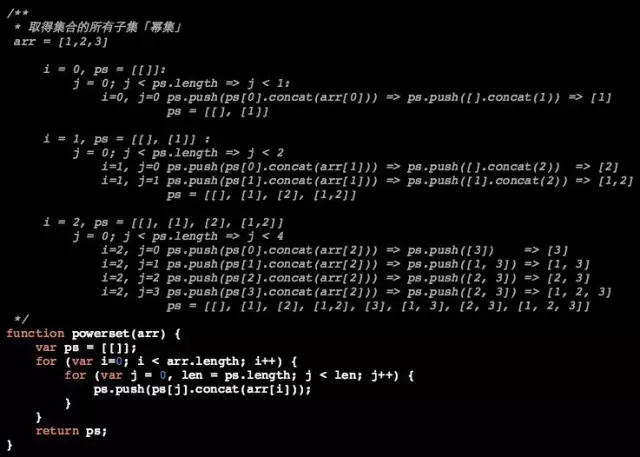 /**
 * 取得集合的所有子集「幂集」
 arr = [1,2,3]

     i = 0, ps = [[]]:
         j = 0; j < ps.length => j < 1:
             i=0, j=0 ps.push(ps[0].concat(arr[0])) => ps.push([].concat(1)) => [1]
                      ps = [[], [1]]

     i = 1, ps = [[], [1]] :
         j = 0; j < ps.length => j < 2
             i=1, j=0 ps.push(ps[0].concat(arr[1])) => ps.push([].concat(2))  => [2]
             i=1, j=1 ps.push(ps[1].concat(arr[1])) => ps.push([1].concat(2)) => [1,2]
                      ps = [[], [1], [2], [1,2]]

     i = 2, ps = [[], [1], [2], [1,2]]
         j = 0; j < ps.length => j < 4
             i=2, j=0 ps.push(ps[0].concat(arr[2])) => ps.push([3])    => [3]
             i=2, j=1 ps.push(ps[1].concat(arr[2])) => ps.push([1, 3]) => [1, 3]
             i=2, j=2 ps.push(ps[2].concat(arr[2])) => ps.push([2, 3]) => [2, 3]
             i=2, j=3 ps.push(ps[3].concat(arr[2])) => ps.push([2, 3]) => [1, 2, 3]
                      ps = [[], [1], [2], [1,2], [3], [1, 3], [2, 3], [1, 2, 3]]
 */
function powerset(arr) {
    var ps = [[]];
    for (var i=0; i < arr.length; i++) {
        for (var j = 0, len = ps.length; j < len; j++) {
            ps.push(ps[j].concat(arr[i]));
        }
    }
    return ps;
}